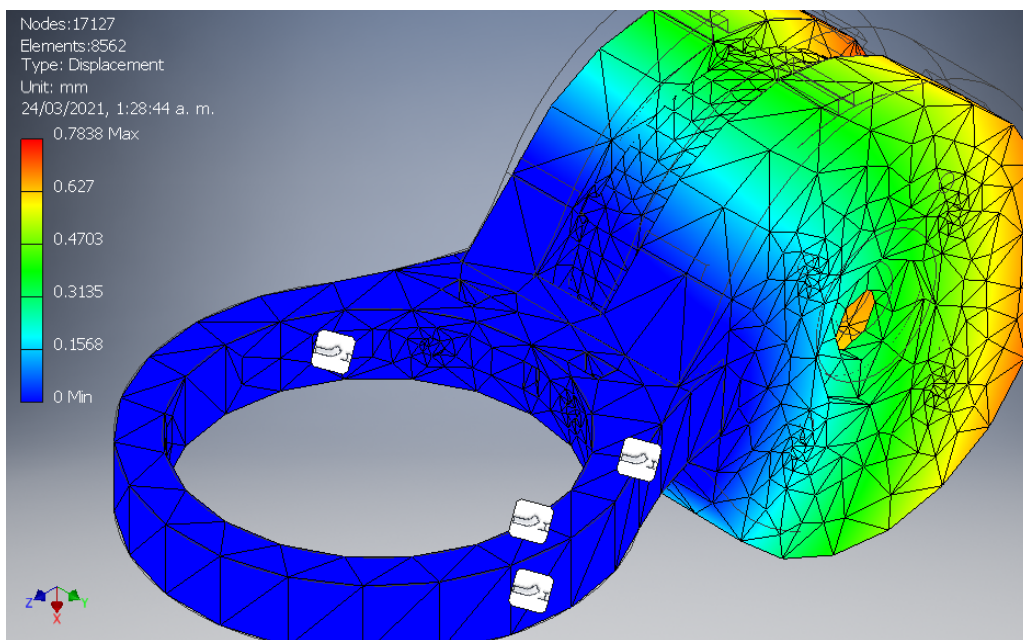 Nodes:17127
Elements:8562
Type: Displacement
Unit: mm
24/03/2021, 1:28:44 a. m.
0.7838 Max
0.627
0.4703
0.3135
0.1568
0 Min
Z
Y
X